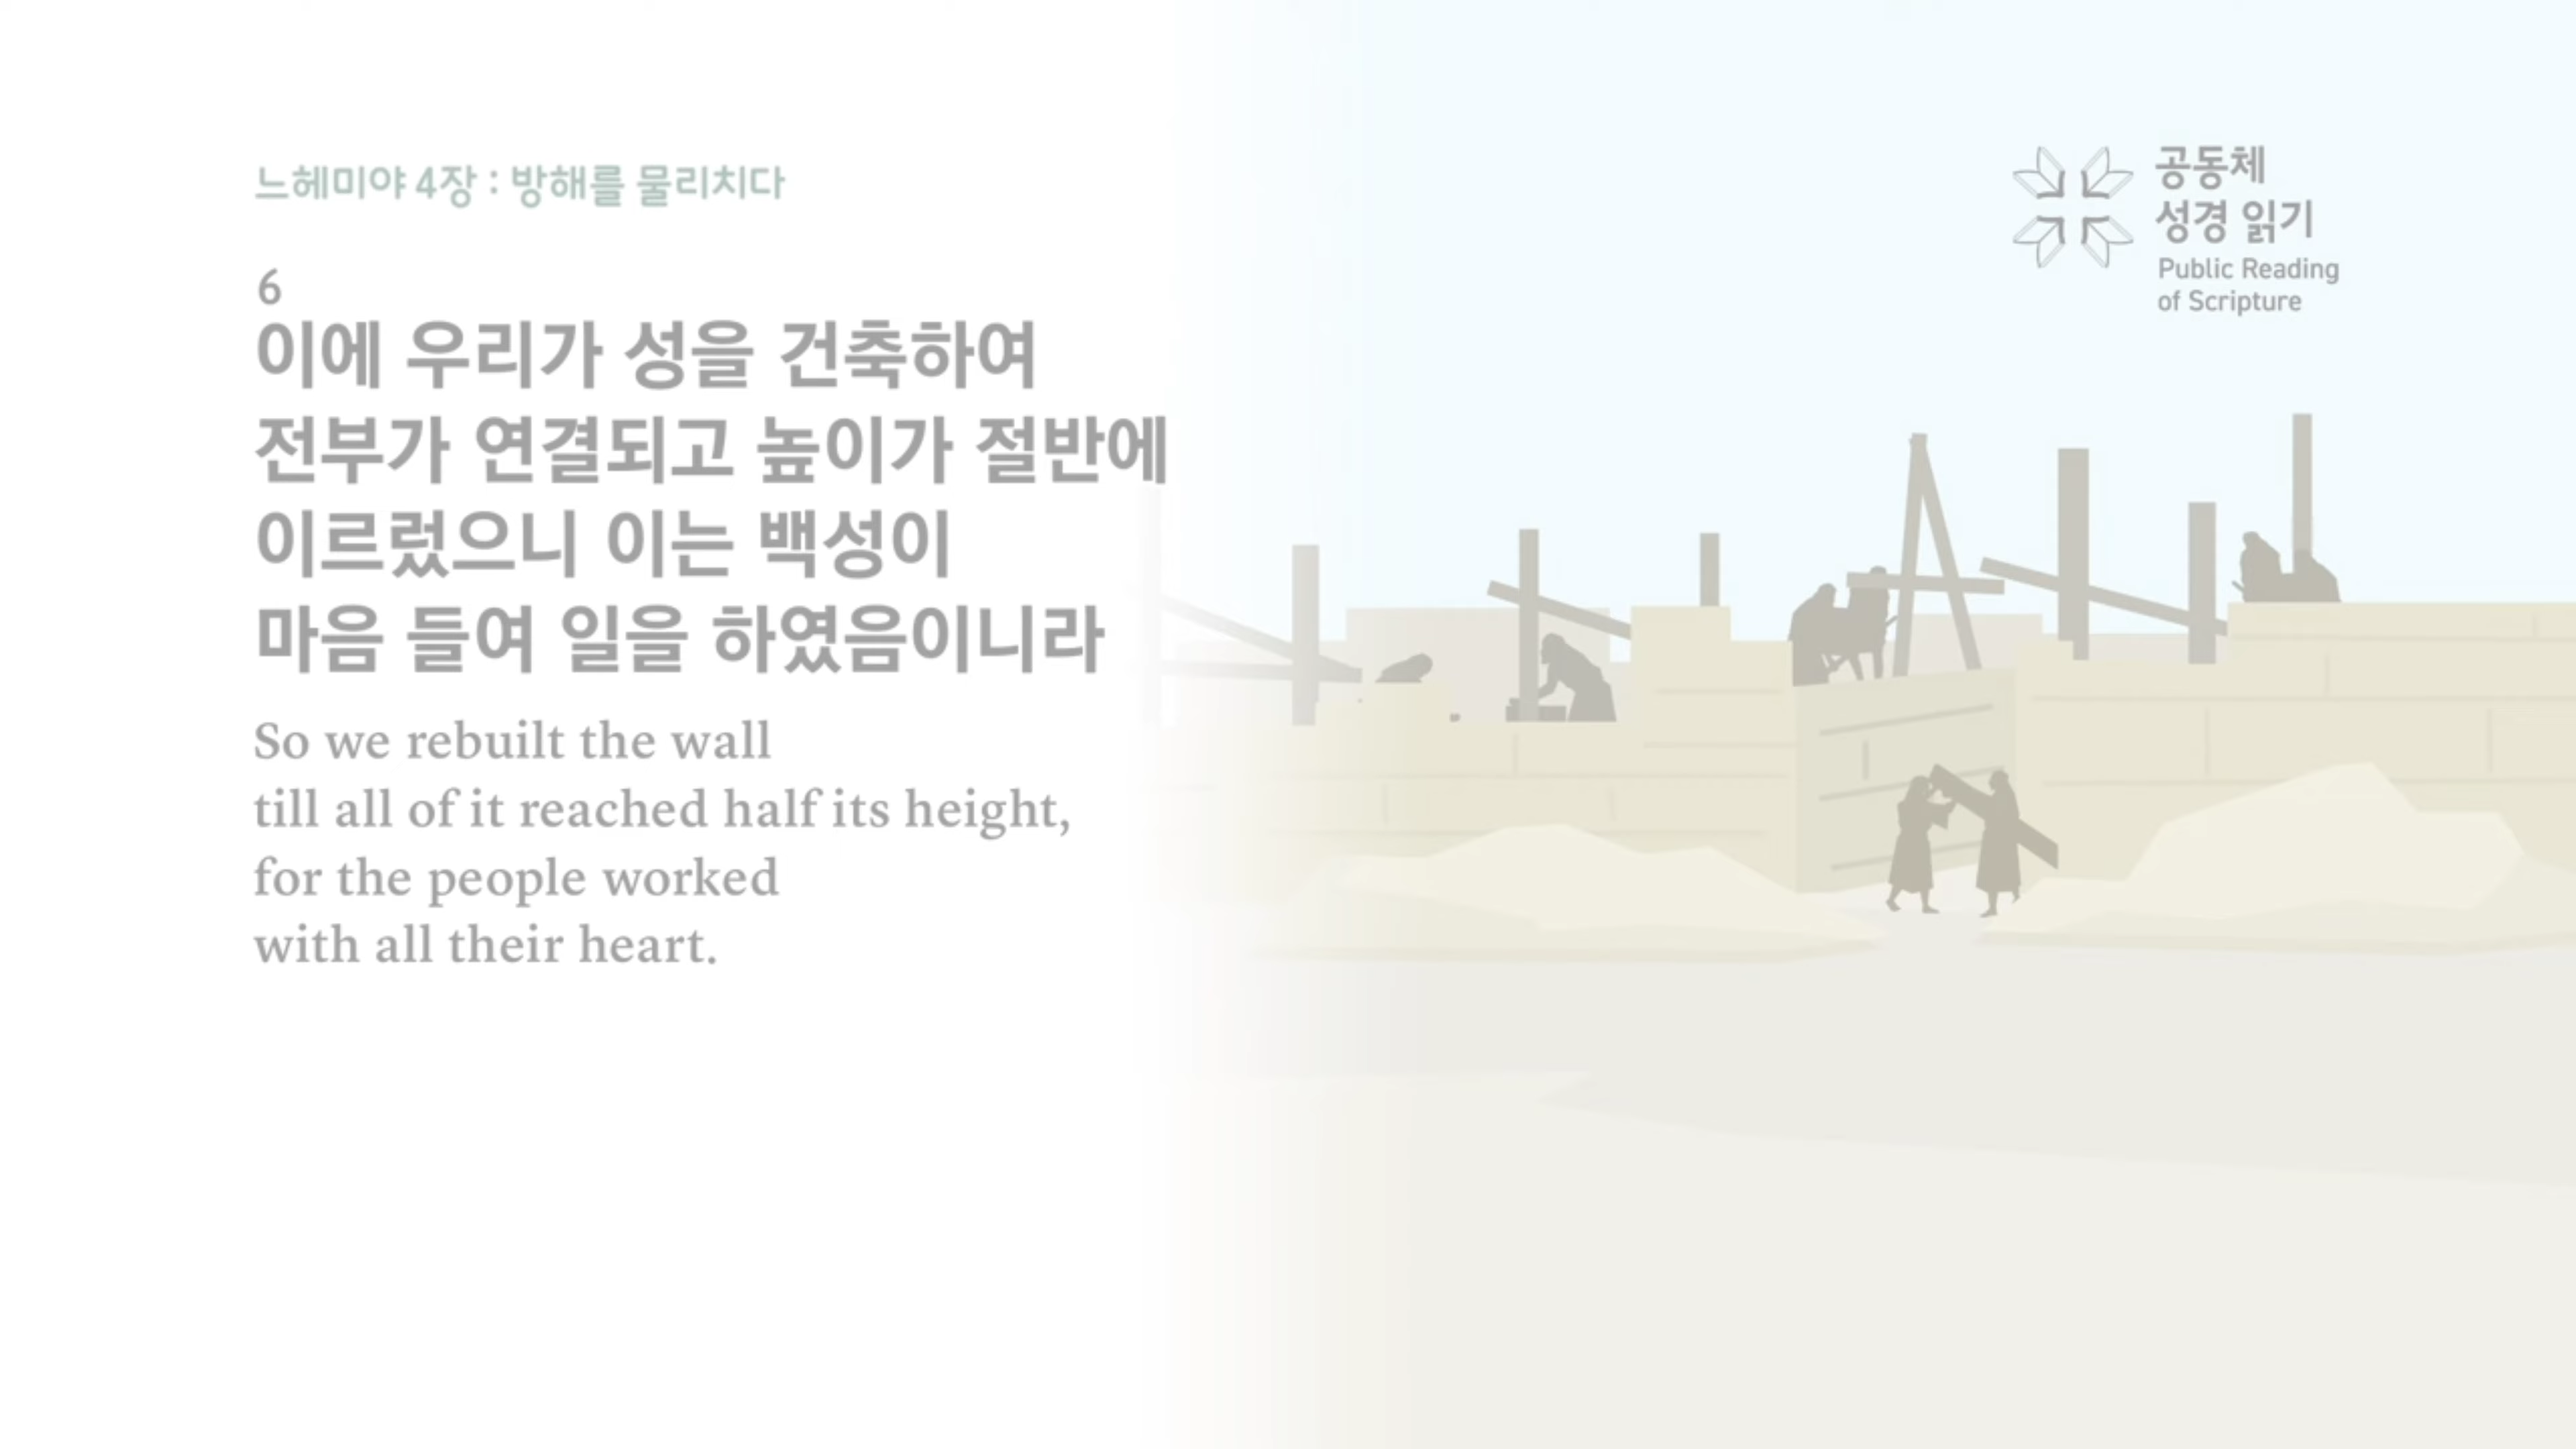 느헤미야 4장 : 방해를 물리치다
6
이에 우리가 성을 건축하여
전부가 연결되고 높이가 절반에
이르렀으니 이는 백성이
마음 들여 일을 하였음이니라
So we rebuilt the wall
till all of it reached half its height,
for the people worked
with all their heart.
공동체
성경 읽기
Public Reading
of Scripture